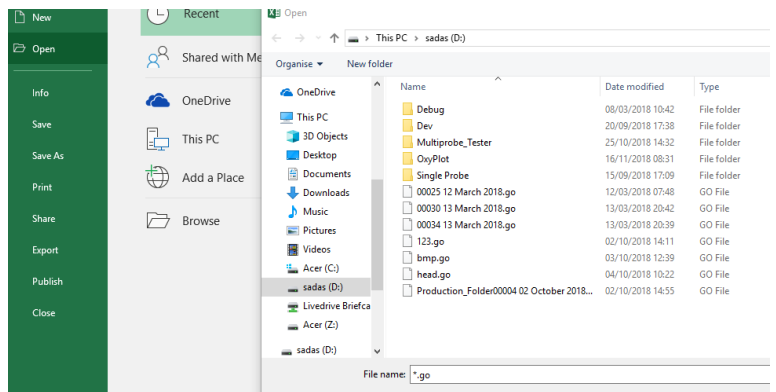 New
Open
Info
Save
Save As
Print
Share
Export
Publish
Close
Recent
Shared with Me
OneDrive
This PC
Add a Place
Browse
Open
This PC > sadas (D:)
Organise New folder
OneDrive
This PC
3D Objects
Desktop
Documents
Downloads
Music
Pictures
Videos
Acer (C:)
sadas (D:)
Livedrive Briefca
Acer (Z:)
sadas (D:)
Name Date modified Type
Debug 08/03/2018 10:42 File folder
Dev 20/09/2018 17:38 File folder
Multiprobe_Tester 25/10/2018 14:32 File folder
OxyPlot 16/11/2018 08:31 File folder
Single Probe 15/09/2018 17:09 File folder
00025 12 March 2018.go 12/03/2018 07:48 GO File
00030 13 March 2018.go 13/03/2018 20:42 GO File
00034 13 March 2018.go 13/03/2018 20:39 GO File
123.go 02/10/2018 14:11 GO File
bmp.go 03/10/2018 12:39 GO File
head.go 04/10/2018 10:22 GO File
Production_Folder00004 02 October 2018... 02/10/2018 14:55 GO File
File name: *.go